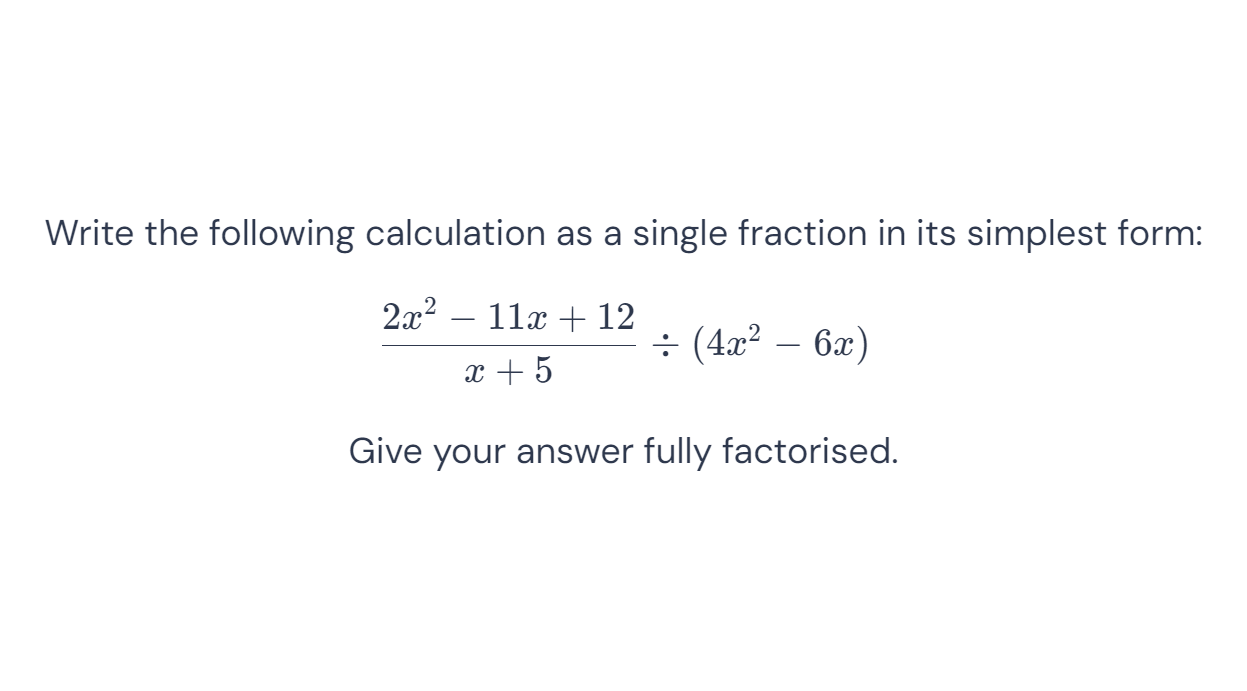 Write the following calculation as a single fraction in its simplest form:
2x² − 11x + 12
x + 5
÷ (4x² − 6x)
Give your answer fully factorised.